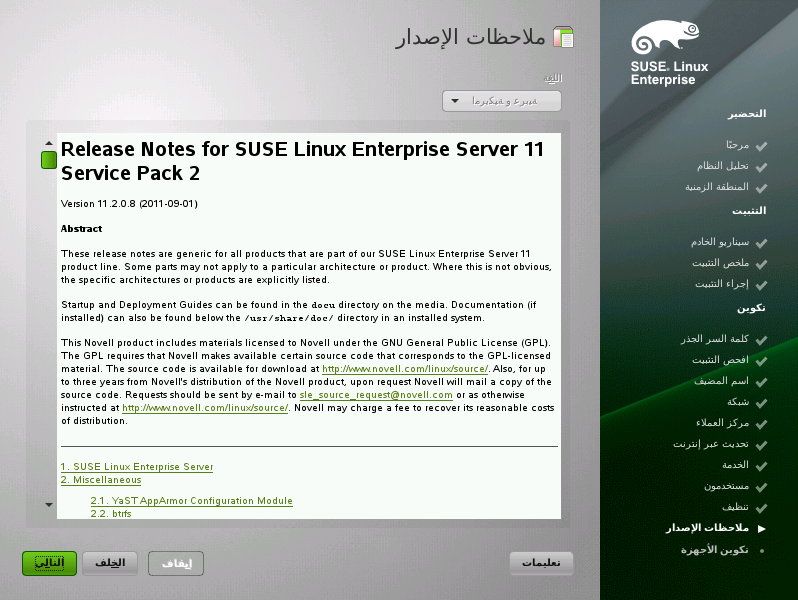 ملاحظات الإصدار
اللغة
Release Notes for SUSE Linux Enterprise Server 11
Service Pack 2
Version 11.2.0.8 (2011-09-01)
Abstract
These release notes are generic for all products that are part of our SUSE Linux Enterprise Server 11
product line. Some parts may not apply to a particular architecture or product. Where this is not obvious,
the specific architectures or products are explicitly listed.
Startup and Deployment Guides can be found in the docu directory on the media. Documentation (if
installed) can also be found below the /usr/share/doc/ directory in an installed system.
This Novell product includes materials licensed to Novell under the GNU General Public License (GPL).
The GPL requires that Novell makes available certain source code that corresponds to the GPL-licensed
material. The source code is available for download at http://www.novell.com/linux/source/. Also, for up
to three years from Novell's distribution of the Novell product, upon request Novell will mail a copy of the
source code. Requests should be sent by e-mail to sle_source_request@novell.com or as otherwise
instructed at http://www.novell.com/linux/source/. Novell may charge a fee to recover its reasonable costs
of distribution.
1. SUSE Linux Enterprise Server
2. Miscellaneous
2.1. YaST AppArmor Configuration Module
2.2. btrfs
التالي
الخلف
إيقاف
تعليمات
SUSE. Linux
Enterprise
التحضير
مرحبًا
تحليل النظام
المنطقة الزمنية
التثبيت
سيناريو الخادم
ملخص التثبيت
إجراء التثبيت
تكوين
كلمة السر الجذر
افحص التثبيت
اسم المضيف
شبكة
مركز العملاء
تحديث عبر إنترنت
الخدمة
مستخدمون
تنظيف
ملاحظات الإصدار
تكوين الأجهزة